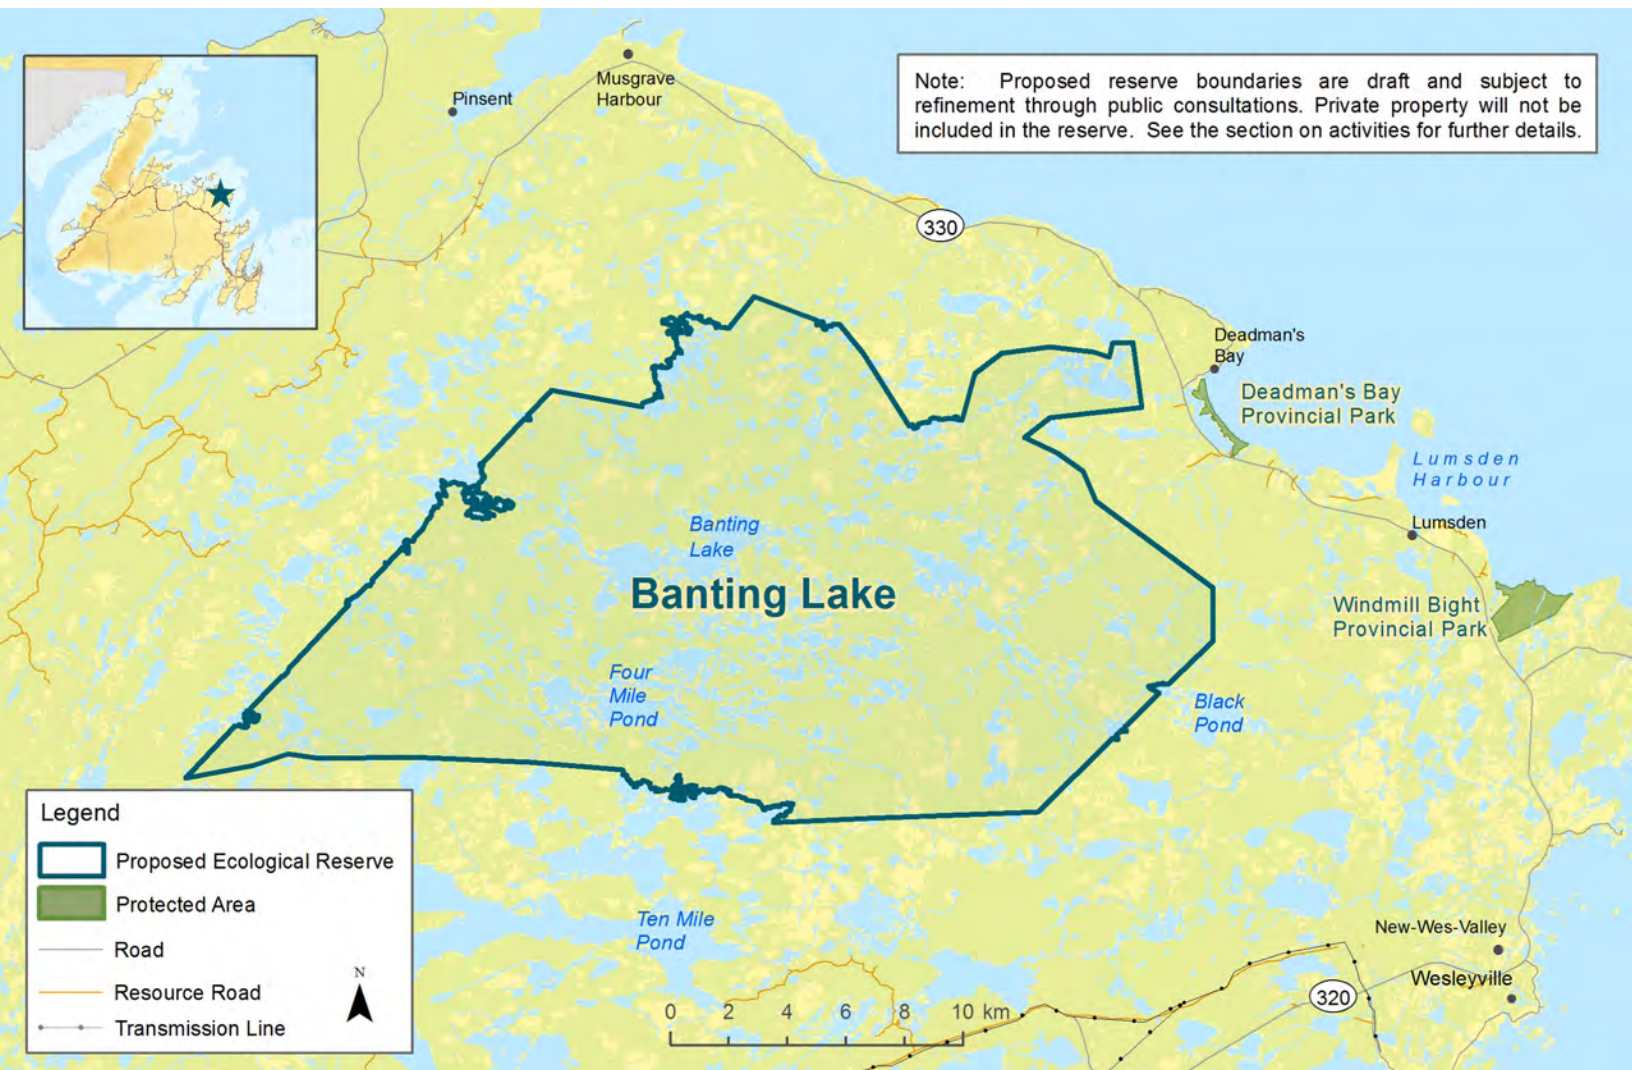 Musgrave
Harbour
Pinsent
Note: Proposed reserve boundaries are draft and subject to
refinement through public consultations. Private property will not be
included in the reserve. See the section on activities for further details.
330
Deadman's
Bay
Deadman's Bay
Provincial Park
Lumsden
Harbour
Lumsden
Banting
Lake
Banting Lake
Windmill Bight
Provincial Park
Four
Mile
Pond
Black
Pond
Legend
Proposed Ecological Reserve
Protected Area
Road
Resource Road
Transmission Line
N
Ten Mile
Pond
New-Wes-Valley
Wesleyville
320
0 2 4 6 8 10 km